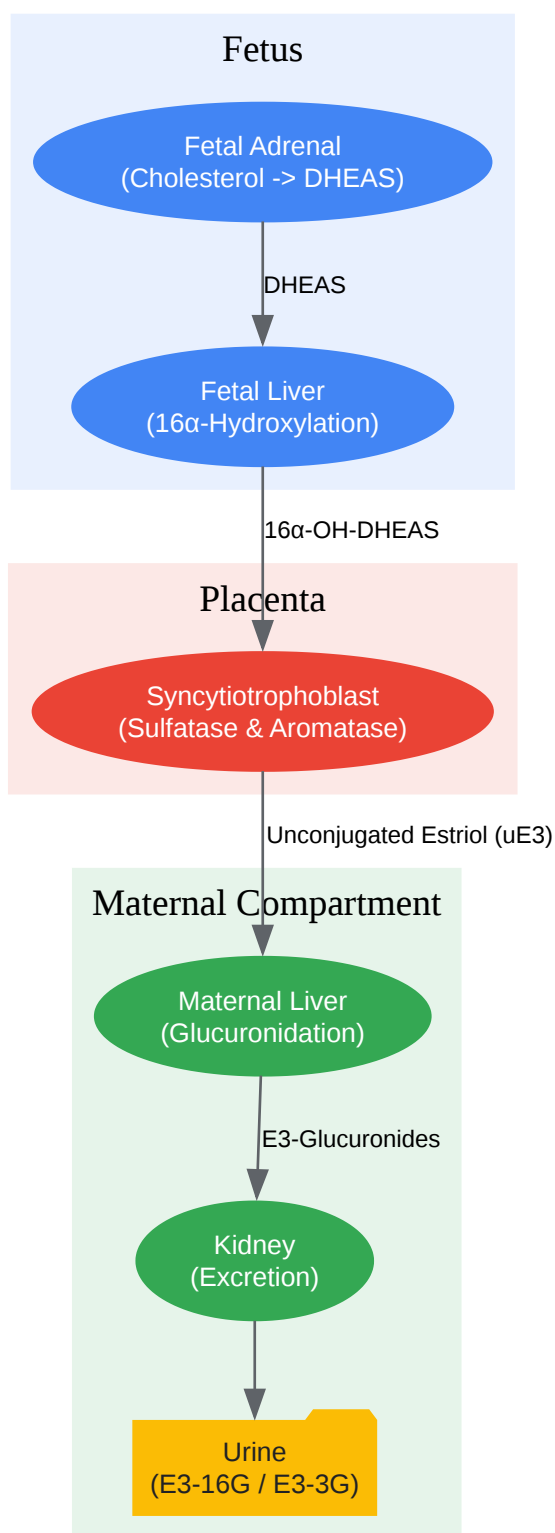 Fetus
Fetal Adrenal
(Cholesterol -> DHEAS)
DHEAS
Fetal Liver
(16α-Hydroxylation)
16α-OH-DHEAS
Placenta
Syncytiotrophoblast
(Sulfatase & Aromatase)
Unconjugated Estriol (uE3)
Maternal Compartment
Maternal Liver
(Glucuronidation)
E3-Glucuronides
Kidney
(Excretion)
Urine
(E3-16G / E3-3G)